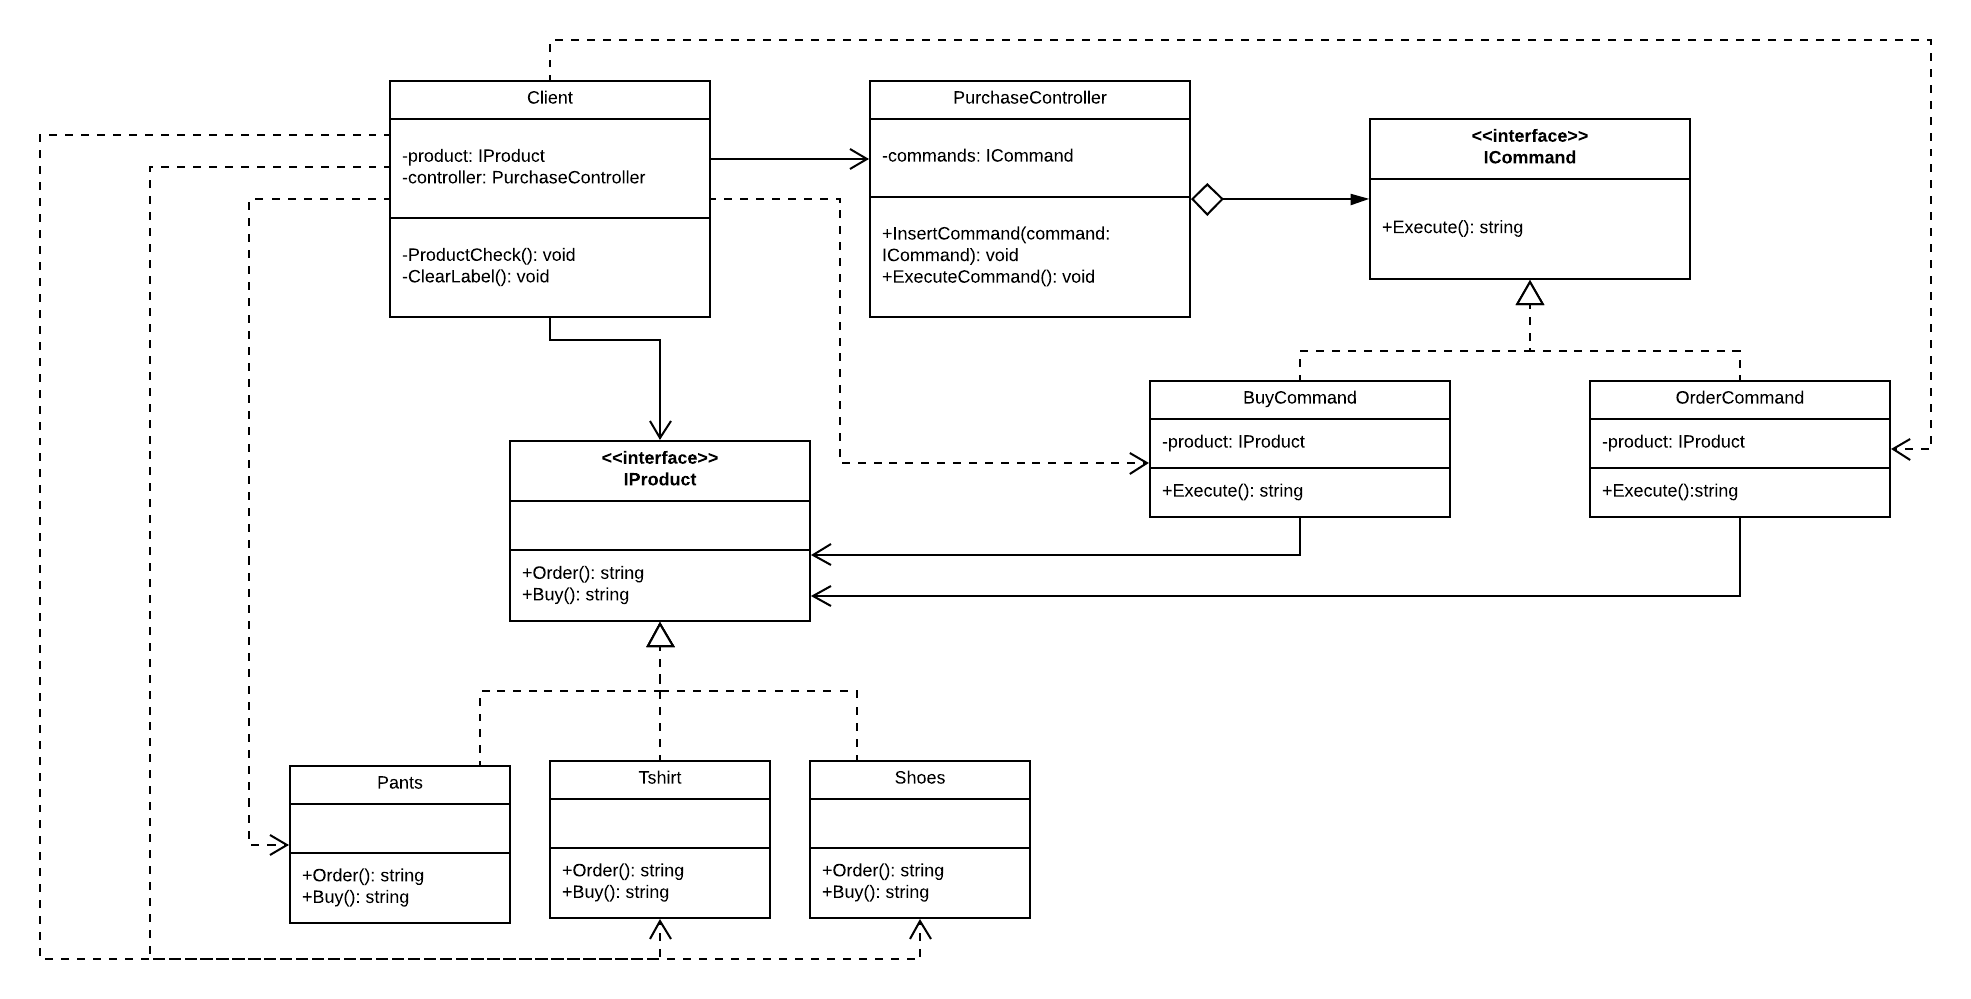 Client
-product: IProduct
-controller: PurchaseController
-ProductCheck(): void
-ClearLabel(): void
PurchaseController
-commands: ICommand
+InsertCommand(command:
ICommand): void
+ExecuteCommand(): void
<<interface>>
ICommand
+Execute(): string
BuyCommand
-product: IProduct
+Execute(): string
OrderCommand
-product: IProduct
+Execute():string
<<interface>>
IProduct
+Order(): string
+Buy(): string
Pants
+Order(): string
+Buy(): string
Tshirt
+Order(): string
+Buy(): string
Shoes
+Order(): string
+Buy(): string